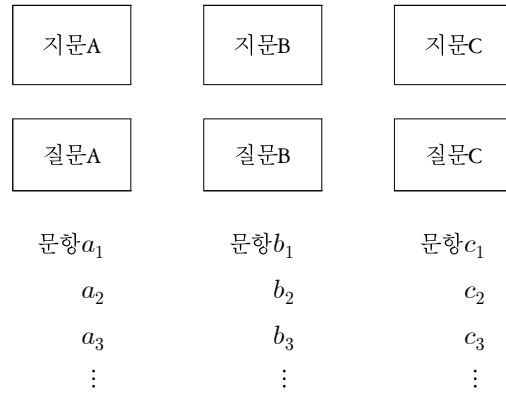 지문A 지문B 지문C
질문A 질문B 질문C
문항a₁ 문항b₁ 문항c₁
a₂ b₂ c₂
a₃ b₃ c₃
⋮ ⋮ ⋮